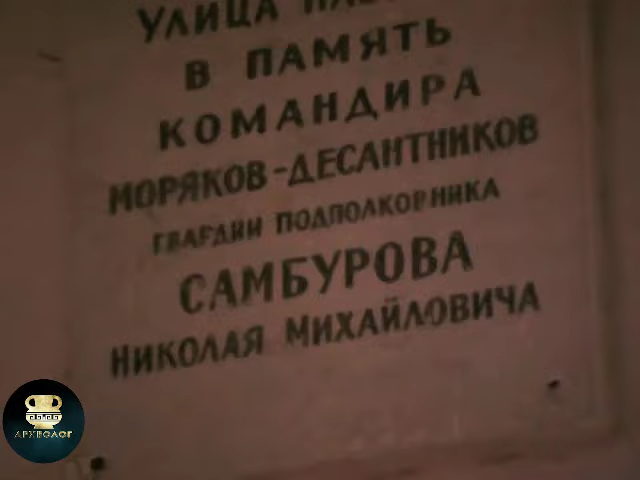 УЛИЦА
В ПАМЯТЬ
КОМАНДИРА
МОРЯКОВ-ДЕСАНТНИКОВ
ГВАРДИИ ПОДПОЛКОВНИКА
САМБУРОВА
НИКОЛАЯ МИХАЙЛОВИЧА
АРХЕОЛОГ